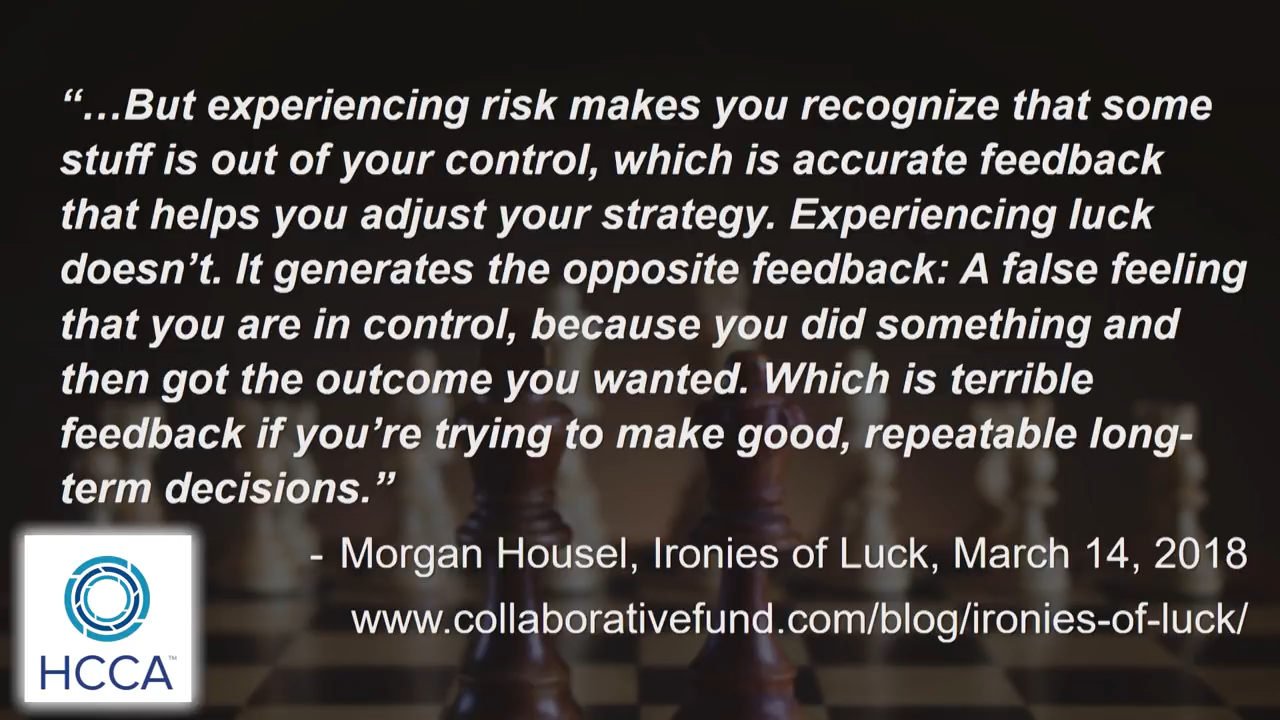 “…But experiencing risk makes you recognize that some
stuff is out of your control, which is accurate feedback
that helps you adjust your strategy. Experiencing luck
doesn’t. It generates the opposite feedback: A false feeling
that you are in control, because you did something and
then got the outcome you wanted. Which is terrible
feedback if you’re trying to make good, repeatable long-
term decisions.”
- Morgan Housel, Ironies of Luck, March 14, 2018
www.collaborativefund.com/blog/ironies-of-luck/
HCCA™